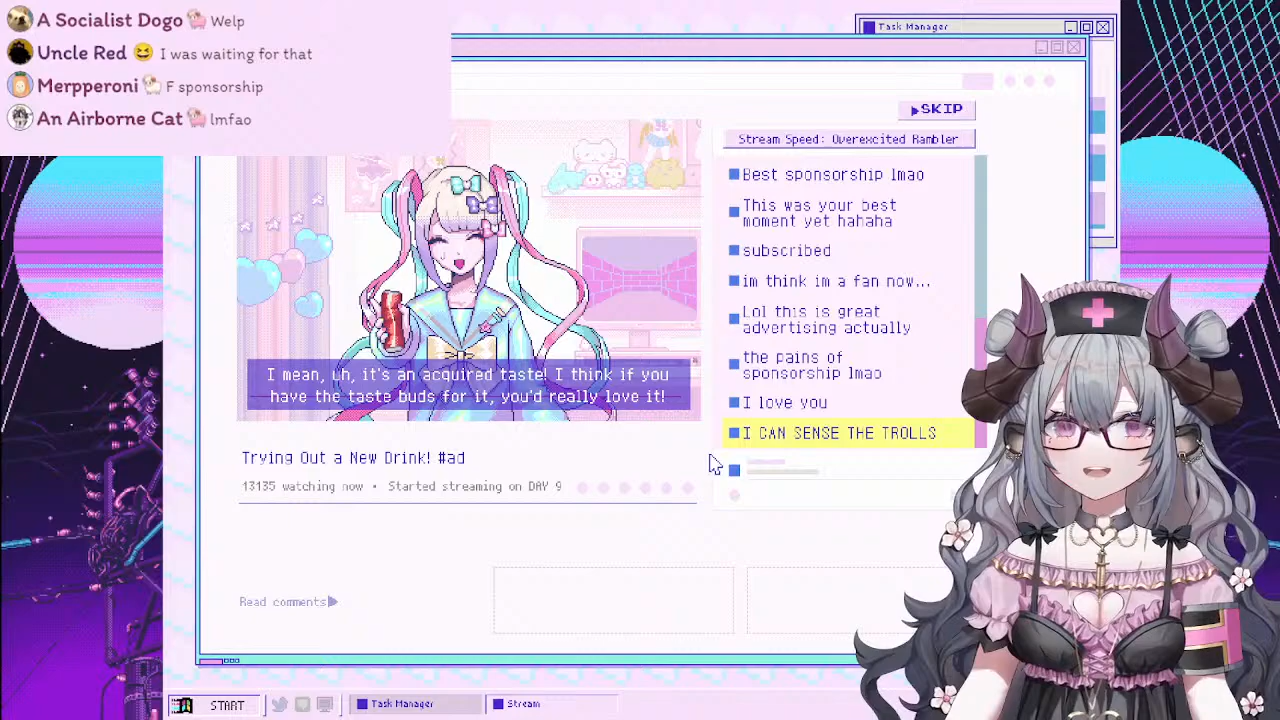 A Socialist Dogo Welp
Uncle Red I was waiting for that
Merpperoni F sponsorship
An Airborne Cat lmfao
Task Manager
SKIP
Stream Speed: Overexcited Rambler
Best sponsorship lmao
This was your best
moment yet hahaha
subscribed
im think im a fan now...
Lol this is great
advertising actually
the pains of
sponsorship lmao
I love you
I CAN SENSE THE TROLLS
I mean, uh, it's an acquired taste! I think if you
have the taste buds for it, you'd really love it!
Trying Out a New Drink! #ad
13135 watching now • Started streaming on DAY 9
Read comments
START
Task Manager
Stream